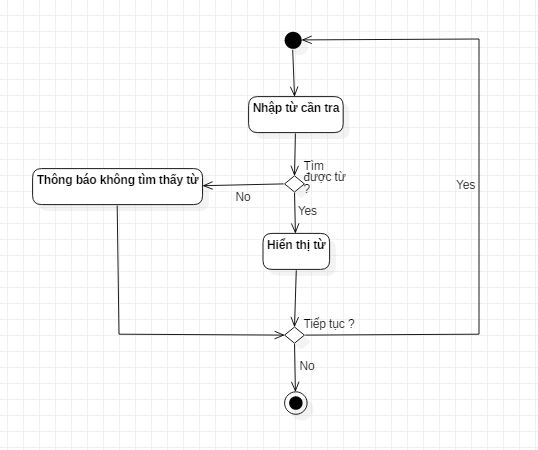 Nhập từ cần tra
Tìm
được từ
?
Thông báo không tìm thấy từ
Yes
No
Yes
Hiển thị từ
Tiếp tục ?
No